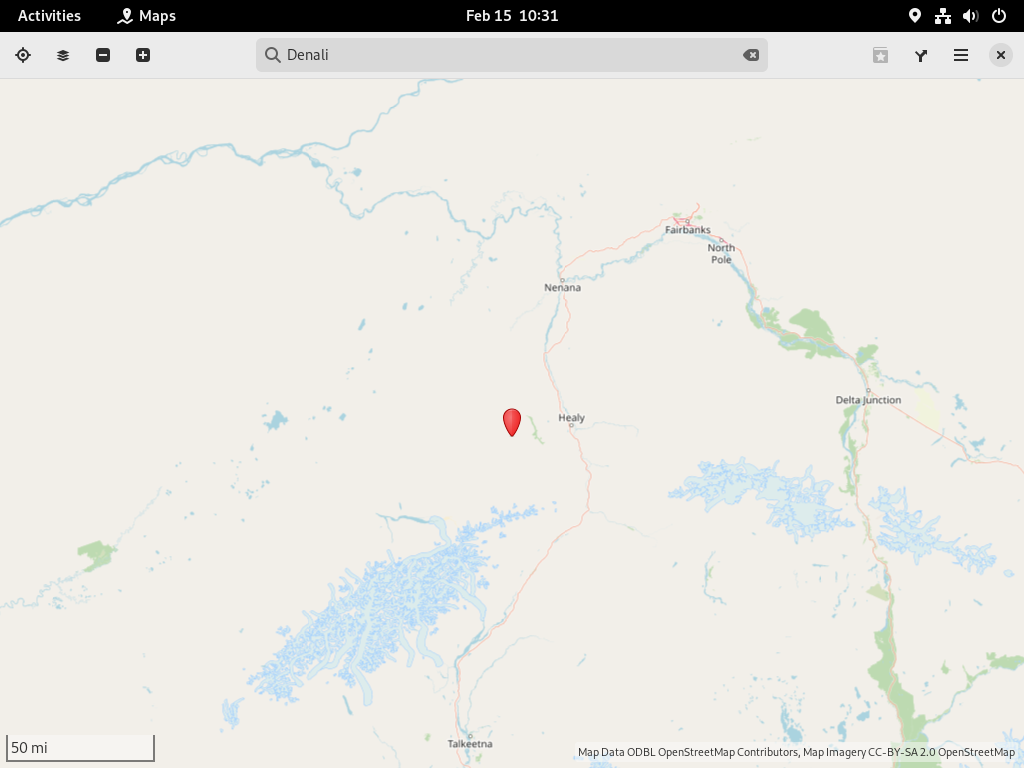 Activities
Maps
Feb 15 10:31
Denali
Fairbanks
North
Pole
Nenana
Delta Junction
Healy
Talkeetna
50 mi
Map Data ODBL OpenStreetMap Contributors, Map Imagery CC-BY-SA 2.0 OpenStreetMap